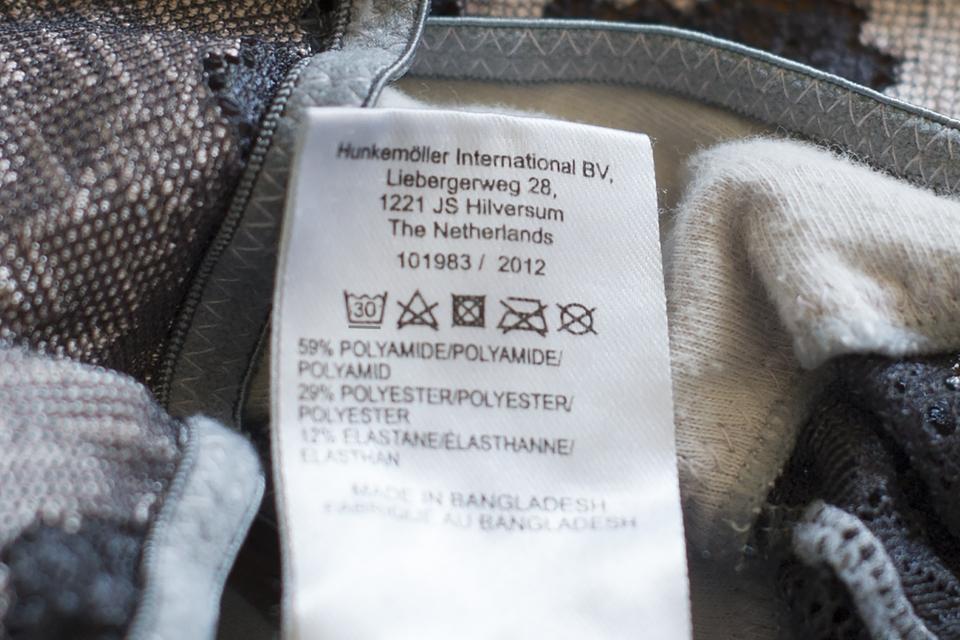 Hunkemöller International BV,
Liebergerweg 28,
1221 JS Hilversum
The Netherlands
101983 / 2012
30
59% POLYAMIDE/POLYAMIDE/
POLYAMID
29% POLYESTER/POLYESTER/
POLYESTER
12% ELASTANE/ÉLASTHANNE/
ELASTHAN
MADE IN BANGLADESH
FABRIQUÉ AU BANGLADESH